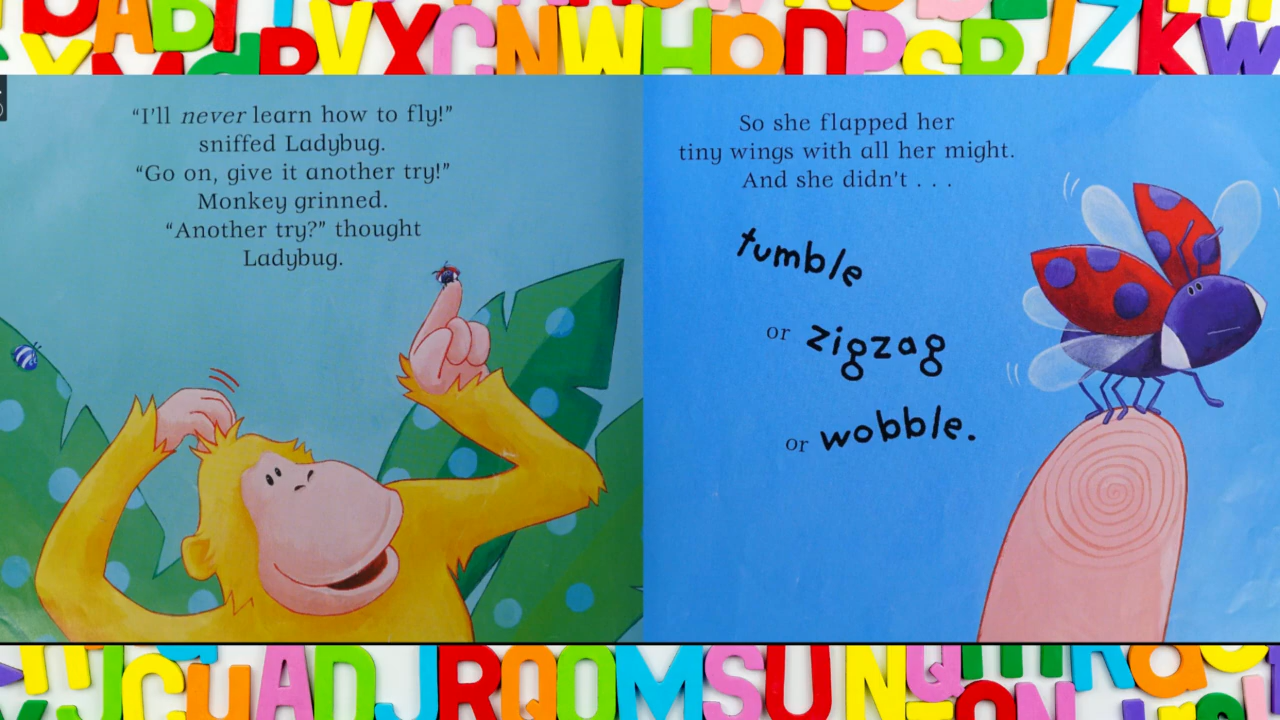 “I’ll never learn how to fly!”
sniffed Ladybug.
“Go on, give it another try!”
Monkey grinned.
“Another try?” thought
Ladybug.
So she flapped her
tiny wings with all her might.
And she didn't . . .
tumble
or zigzag
or wobble.